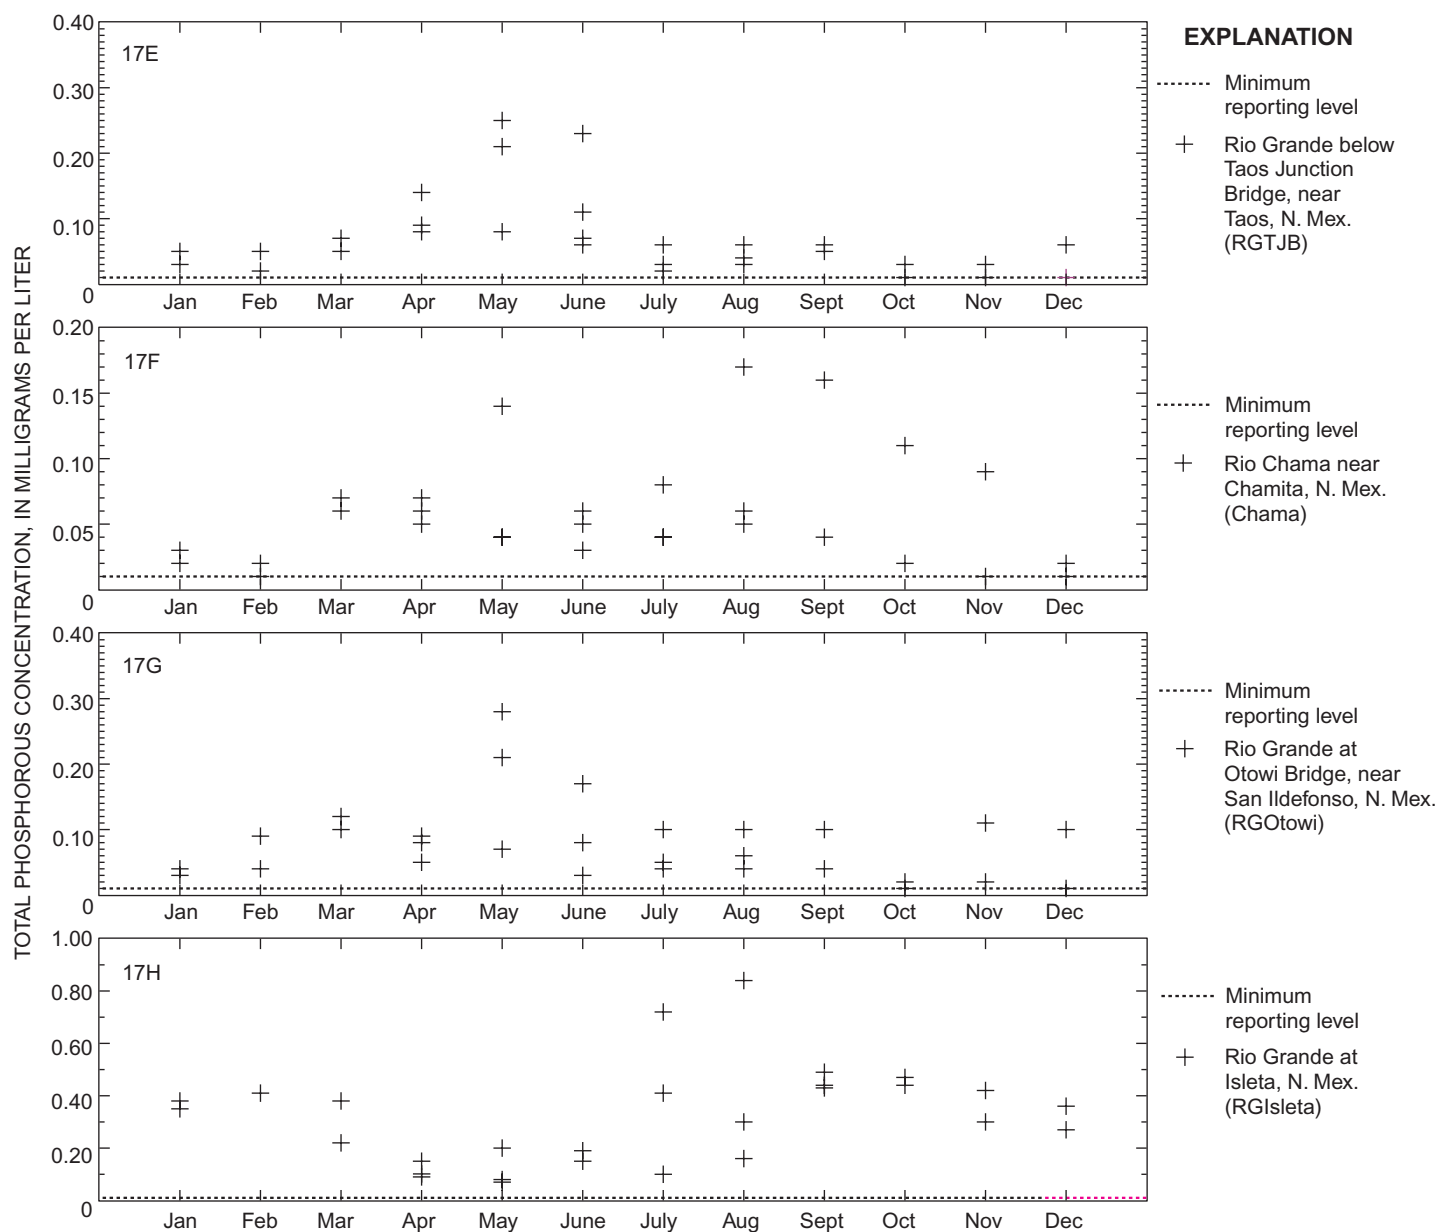 TOTAL PHOSPHOROUS CONCENTRATION, IN MILLIGRAMS PER LITER
0.40
0.30
0.20
0.10
0
17E
Jan Feb Mar Apr May June July Aug Sept Oct Nov Dec
EXPLANATION
Minimum
reporting level
Rio Grande below
Taos Junction
Bridge, near
Taos, N. Mex.
(RGTJB)
0.20
0.15
0.10
0.05
0
17F
Jan Feb Mar Apr May June July Aug Sept Oct Nov Dec
Minimum
reporting level
Rio Chama near
Chamita, N. Mex.
(Chama)
0.40
0.30
0.20
0.10
0
17G
Jan Feb Mar Apr May June July Aug Sept Oct Nov Dec
Minimum
reporting level
Rio Grande at
Otowi Bridge, near
San Ildefonso, N. Mex.
(RGOtowi)
1.00
0.80
0.60
0.40
0.20
0
17H
Jan Feb Mar Apr May June July Aug Sept Oct Nov Dec
Minimum
reporting level
Rio Grande at
Isleta, N. Mex.
(RGIsleta)